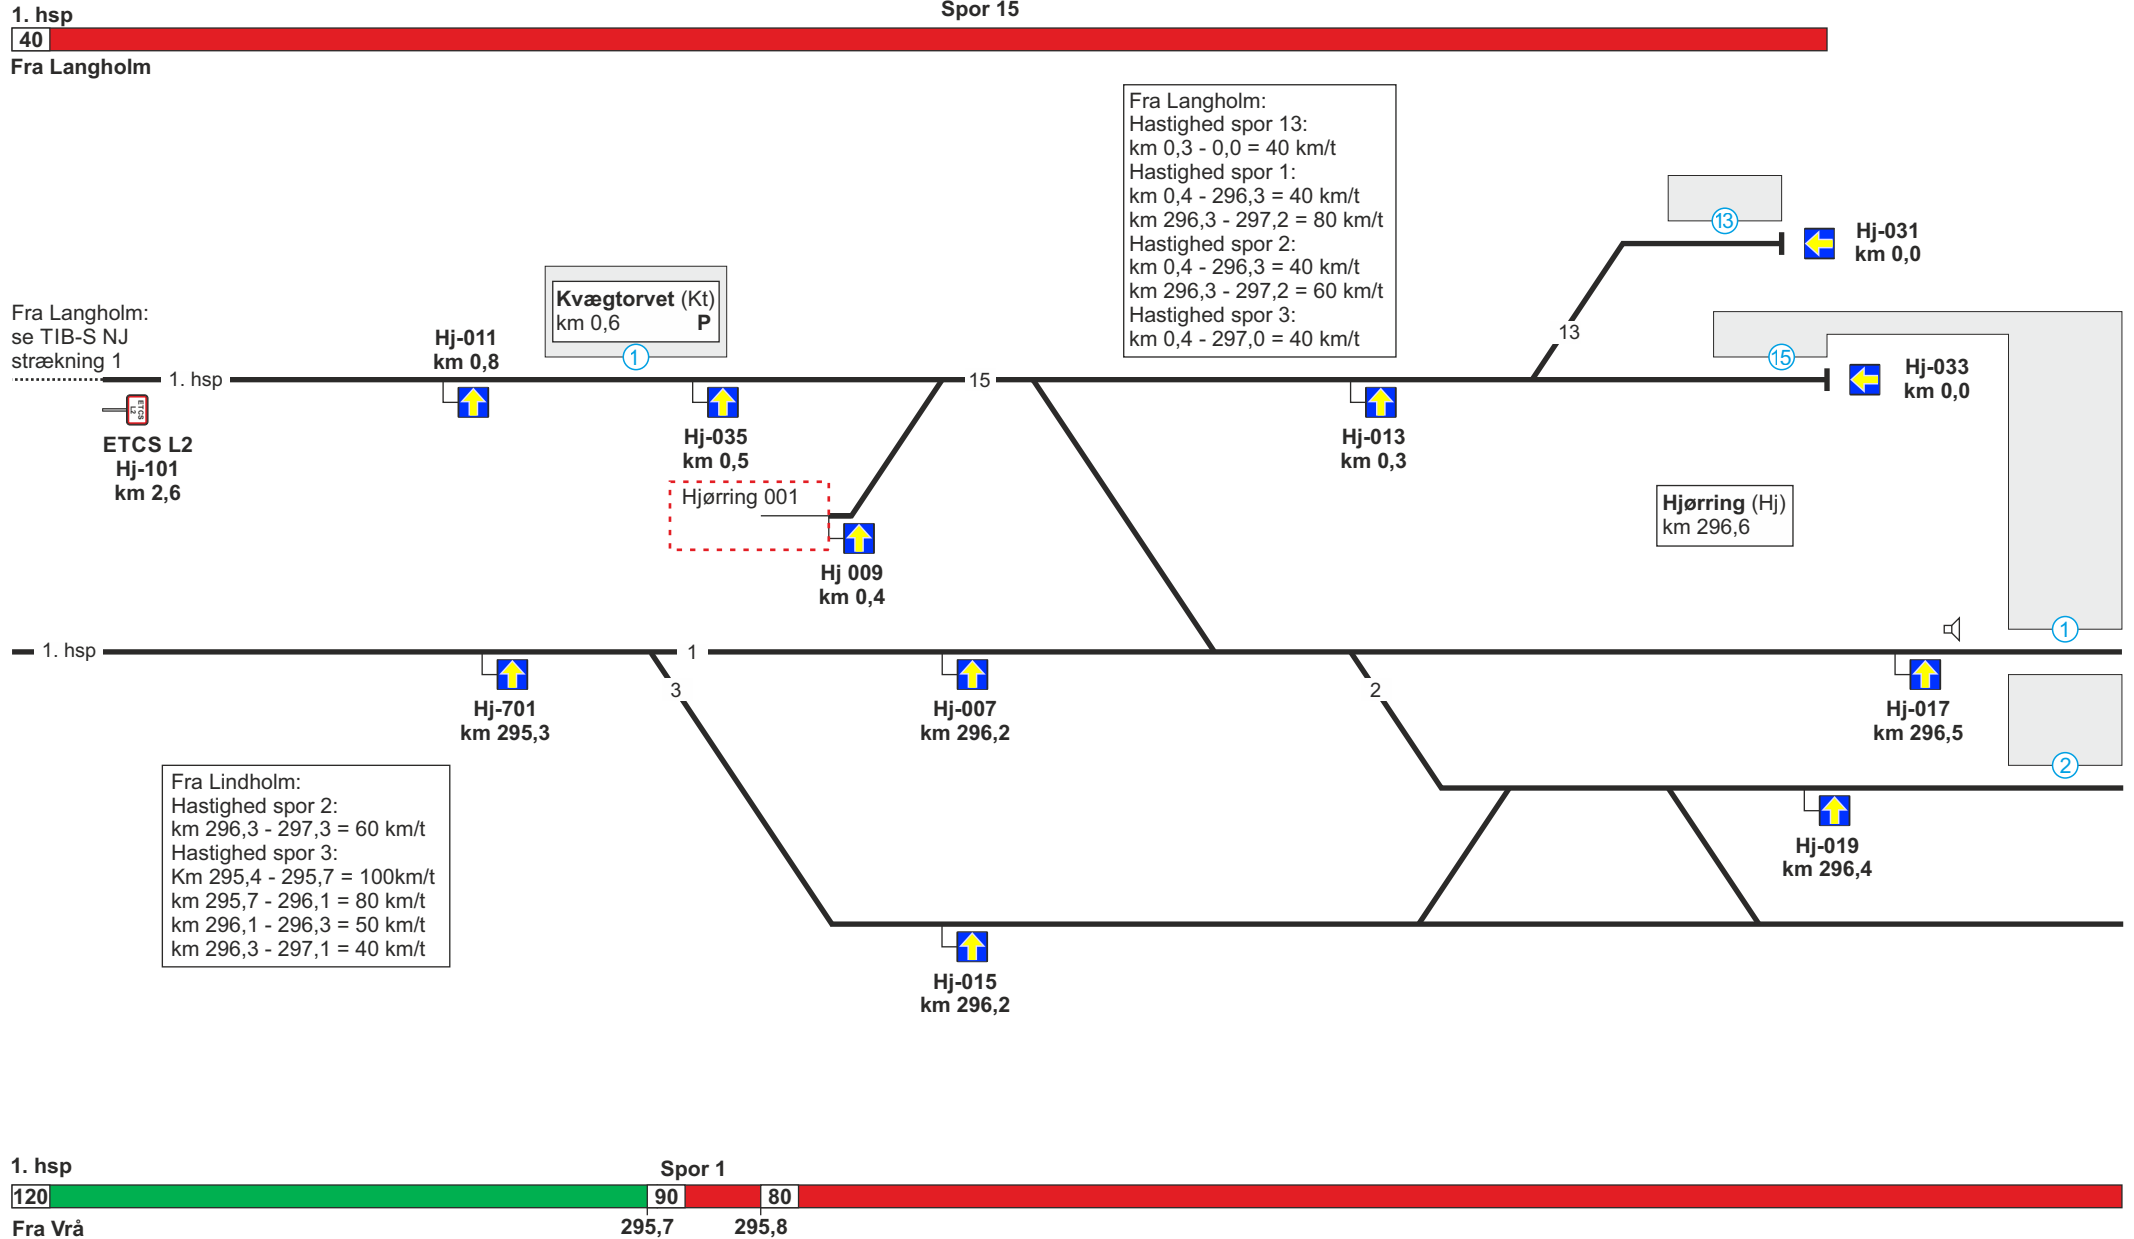 1. hsp
Spor 15
40
Fra Langholm
Fra Langholm:
Hastighed spor 13:
km 0,3 - 0,0 = 40 km/t
Hastighed spor 1:
km 0,4 - 296,3 = 40 km/t
km 296,3 - 297,2 = 80 km/t
Hastighed spor 2:
km 0,4 - 296,3 = 40 km/t
km 296,3 - 297,2 = 60 km/t
Hastighed spor 3:
km 0,4 - 297,0 = 40 km/t
13
Hj-031
km 0,0
Kvægtorvet (Kt)
km 0,6 P
1
Fra Langholm:
se TIB-S NJ
strækning 1
Hj-011
km 0,8
13
15
Hj-033
km 0,0
1. hsp
15
ETCS
L2
ETCS L2
Hj-101
km 2,6
Hj-035
km 0,5
Hj-013
km 0,3
Hjørring 001
Hj 009
km 0,4
Hjørring (Hj)
km 296,6
1
1. hsp
1
3
2
Hj-701
km 295,3
Hj-007
km 296,2
Hj-017
km 296,5
2
Fra Lindholm:
Hastighed spor 2:
km 296,3 - 297,3 = 60 km/t
Hastighed spor 3:
Km 295,4 - 295,7 = 100km/t
km 295,7 - 296,1 = 80 km/t
km 296,1 - 296,3 = 50 km/t
km 296,3 - 297,1 = 40 km/t
Hj-019
km 296,4
Hj-015
km 296,2
1. hsp
Spor 1
120
90
80
Fra Vrå
295,7
295,8